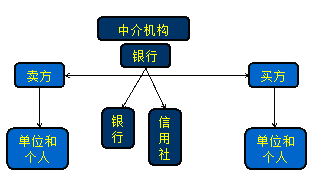 中介机构
银行
卖方
买方
银
行
信
用
社
单位和
个人
单位和
个人